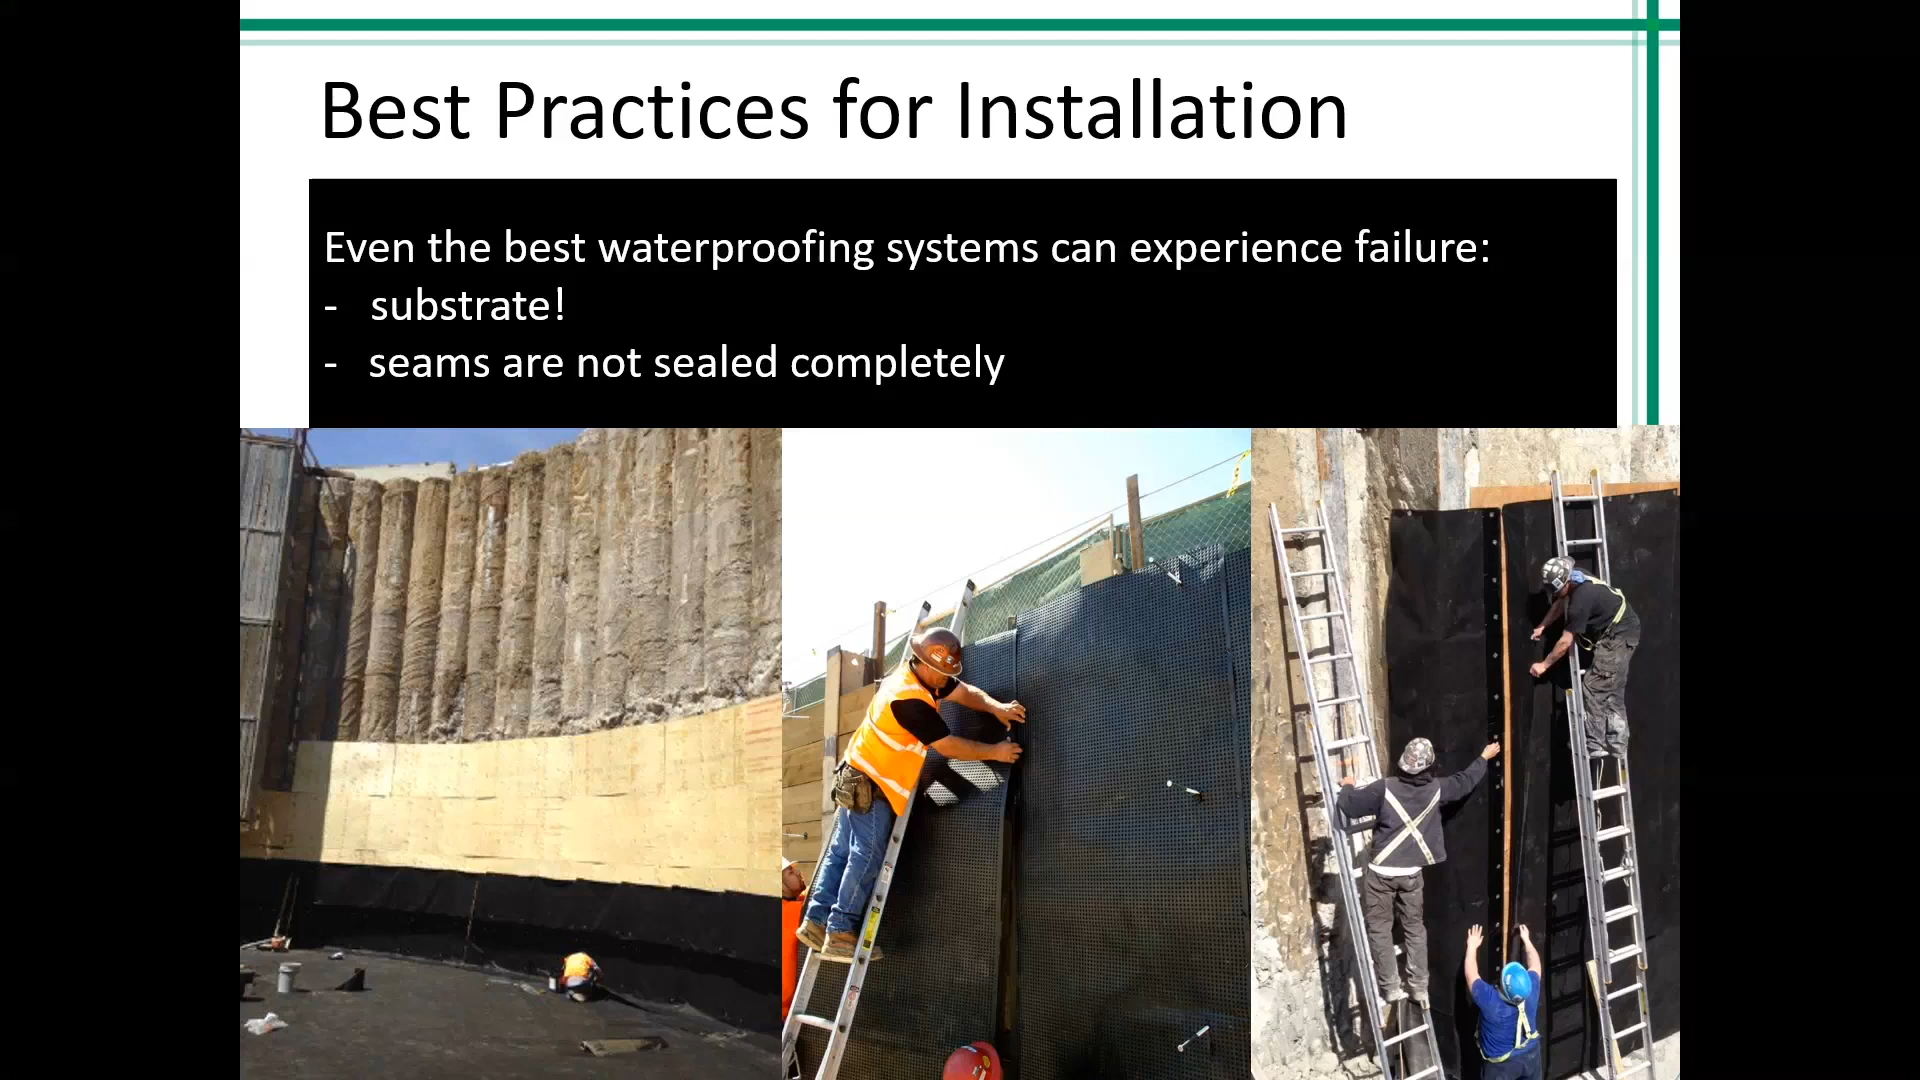 Best Practices for Installation
Even the best waterproofing systems can experience failure:
- substrate!
- seams are not sealed completely